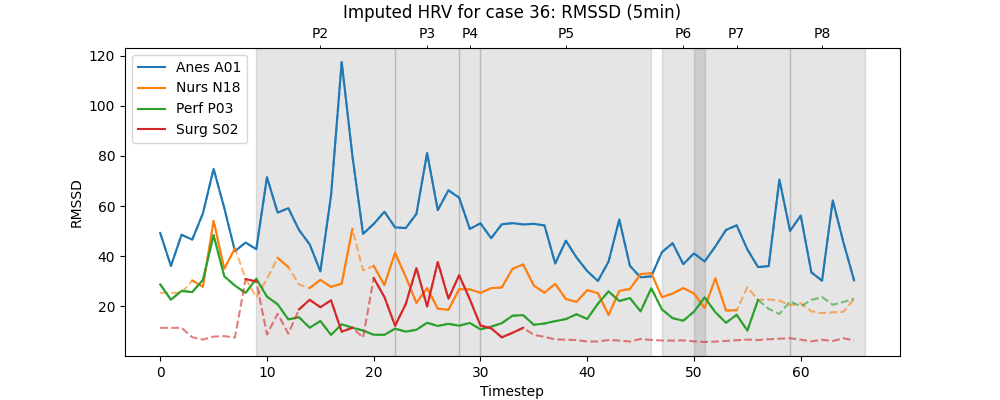 Imputed HRV for case 36: RMSSD (5min)
P2 P3 P4 P5 P6 P7 P8
120
100
80
60
40
20
RMSSD
Anes A01
Nurs N18
Perf P03
Surg S02
0 10 20 30 40 50 60
Timestep